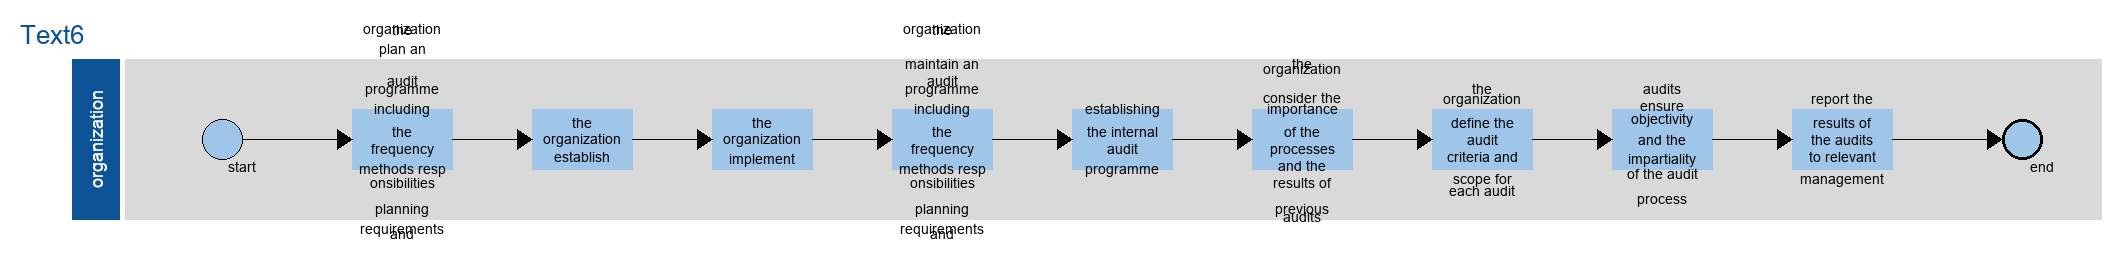 Text6
organization
start
the
organization
plan an
audit
programme
including
the
frequency
methods resp
onsibilities
planning
requirements
and
the
organization
establish
the
organization
implement
the
organization
maintain an
audit
programme
including
the
frequency
methods resp
onsibilities
planning
requirements
and
establishing
the internal
audit
programme
the
organization
consider the
importance
of the
processes
and the
results of
previous
audits
the
organization
define the
audit
criteria and
scope for
each audit
audits
ensure
objectivity
and the
impartiality
of the audit
process
report the
results of
the audits
to relevant
management
end